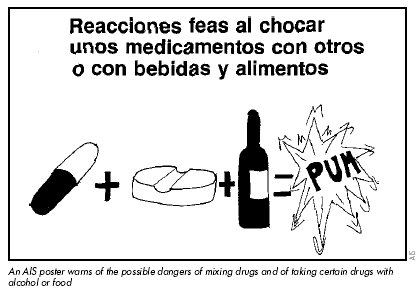 Reacciones feas al chocar
unos medicamentos con otros
o con bebidas y alimentos
+ + =
PUM
AIS
An AIS poster warns of the possible dangers of mixing drugs and of taking certain drugs with
alcohol or food